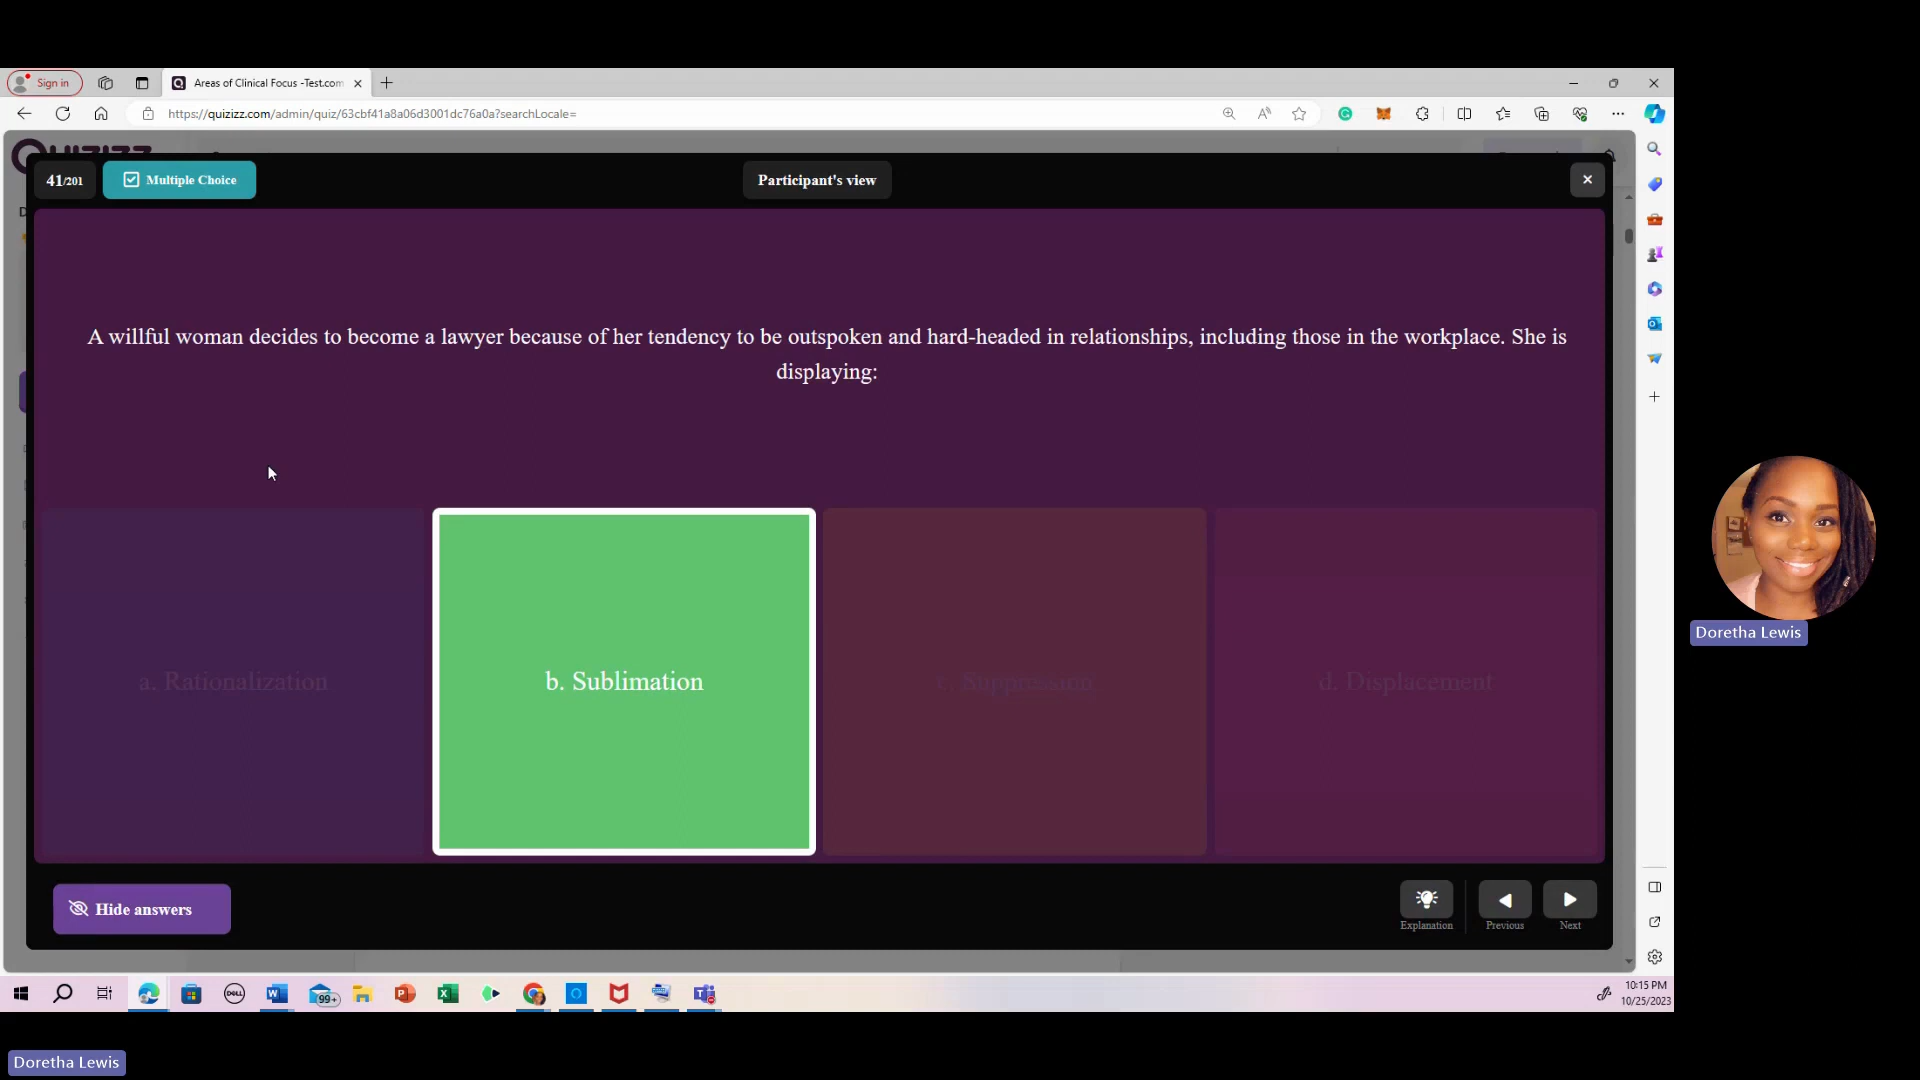 Sign in
Areas of Clinical Focus -Test.com
https://quizizz.com/admin/quiz/63cbf41a8a06d3001dc76a0a?searchLocale=
41/201
Multiple Choice
Participant's view
A willful woman decides to become a lawyer because of her tendency to be outspoken and hard-headed in relationships, including those in the workplace. She is
displaying:
a. Rationalization
b. Sublimation
c. Suppression
d. Displacement
Hide answers
Explanation
Previous
Next
Doretha Lewis
DELL
99+
10:15 PM
10/25/2023
Doretha Lewis